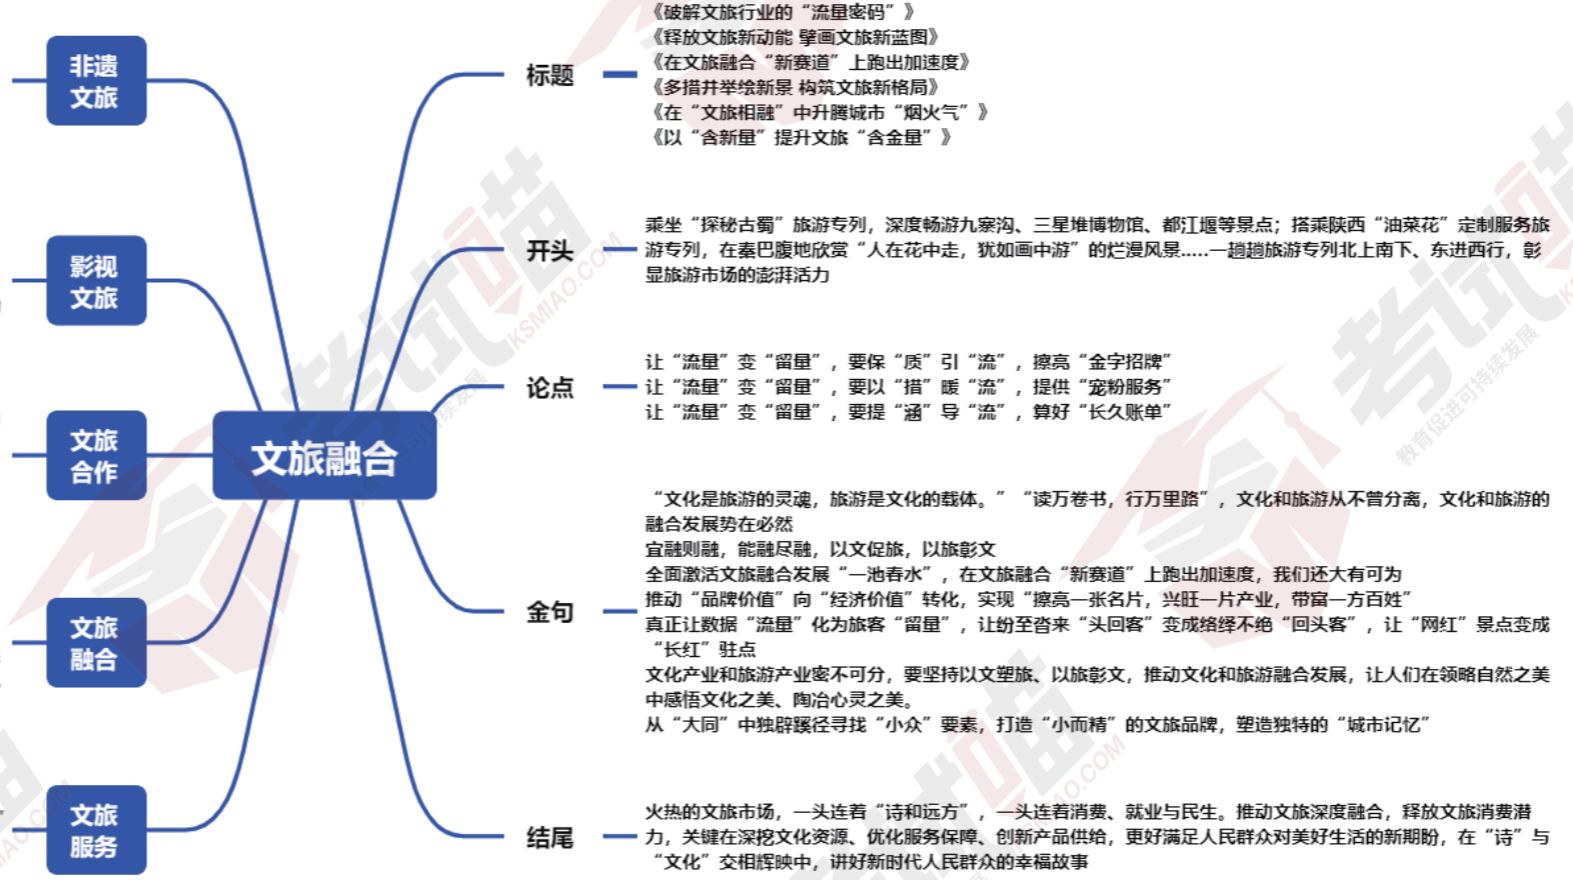 非遗
文旅
影视
文旅
文旅
合作
文旅
融合
文旅
服务
文旅融合
标题
《破解文旅行业的“流量密码”》
《释放文旅新动能 擘画文旅新蓝图》
《在文旅融合“新赛道”上跑出加速度》
《多措并举绘新景 构筑文旅新格局》
《在“文旅相融”中升腾城市“烟火气”》
《以“含新量”提升文旅“含金量”》
开头
乘坐“探秘古蜀”旅游专列，深度畅游九寨沟、三星堆博物馆、都江堰等景点；搭乘陕西“油菜花”定制服务旅
游专列，在秦巴腹地欣赏“人在花中走，犹如画中游”的烂漫风景.....一趟趟旅游专列北上南下、东进西行，彰
显旅游市场的澎湃活力
论点
让“流量”变“留量”，要保“质”引“流”，擦亮“金字招牌”
让“流量”变“留量”，要以“措”暖“流”，提供“宠粉服务”
让“流量”变“留量”，要提“涵”导“流”，算好“长久账单”
金句
“文化是旅游的灵魂，旅游是文化的载体。”“读万卷书，行万里路”，文化和旅游从不曾分离，文化和旅游的
融合发展势在必然
宜融则融，能融尽融，以文促旅，以旅彰文
全面激活文旅融合发展“一池春水”，在文旅融合“新赛道”上跑出加速度，我们还大有可为
推动“品牌价值”向“经济价值”转化，实现“擦亮一张名片，兴旺一片产业，带富一方百姓”
真正让数据“流量”化为旅客“留量”，让纷至沓来“头回客”变成络绎不绝“回头客”，让“网红”景点变成
“长红”驻点
文化产业和旅游产业密不可分，要坚持以文塑旅、以旅彰文，推动文化和旅游融合发展，让人们在领略自然之美
中感悟文化之美、陶冶心灵之美。
从“大同”中独辟蹊径寻找“小众”要素，打造“小而精”的文旅品牌，塑造独特的“城市记忆”
结尾
火热的文旅市场，一头连着“诗和远方”，一头连着消费、就业与民生。推动文旅深度融合，释放文旅消费潜
力，关键在深挖文化资源、优化服务保障、创新产品供给，更好满足人民群众对美好生活的新期盼，在“诗”与
“文化”交相辉映中，讲好新时代人民群众的幸福故事
考试喵
KSMIAO.COM
考试喵
教育促进可持续发展
考试喵